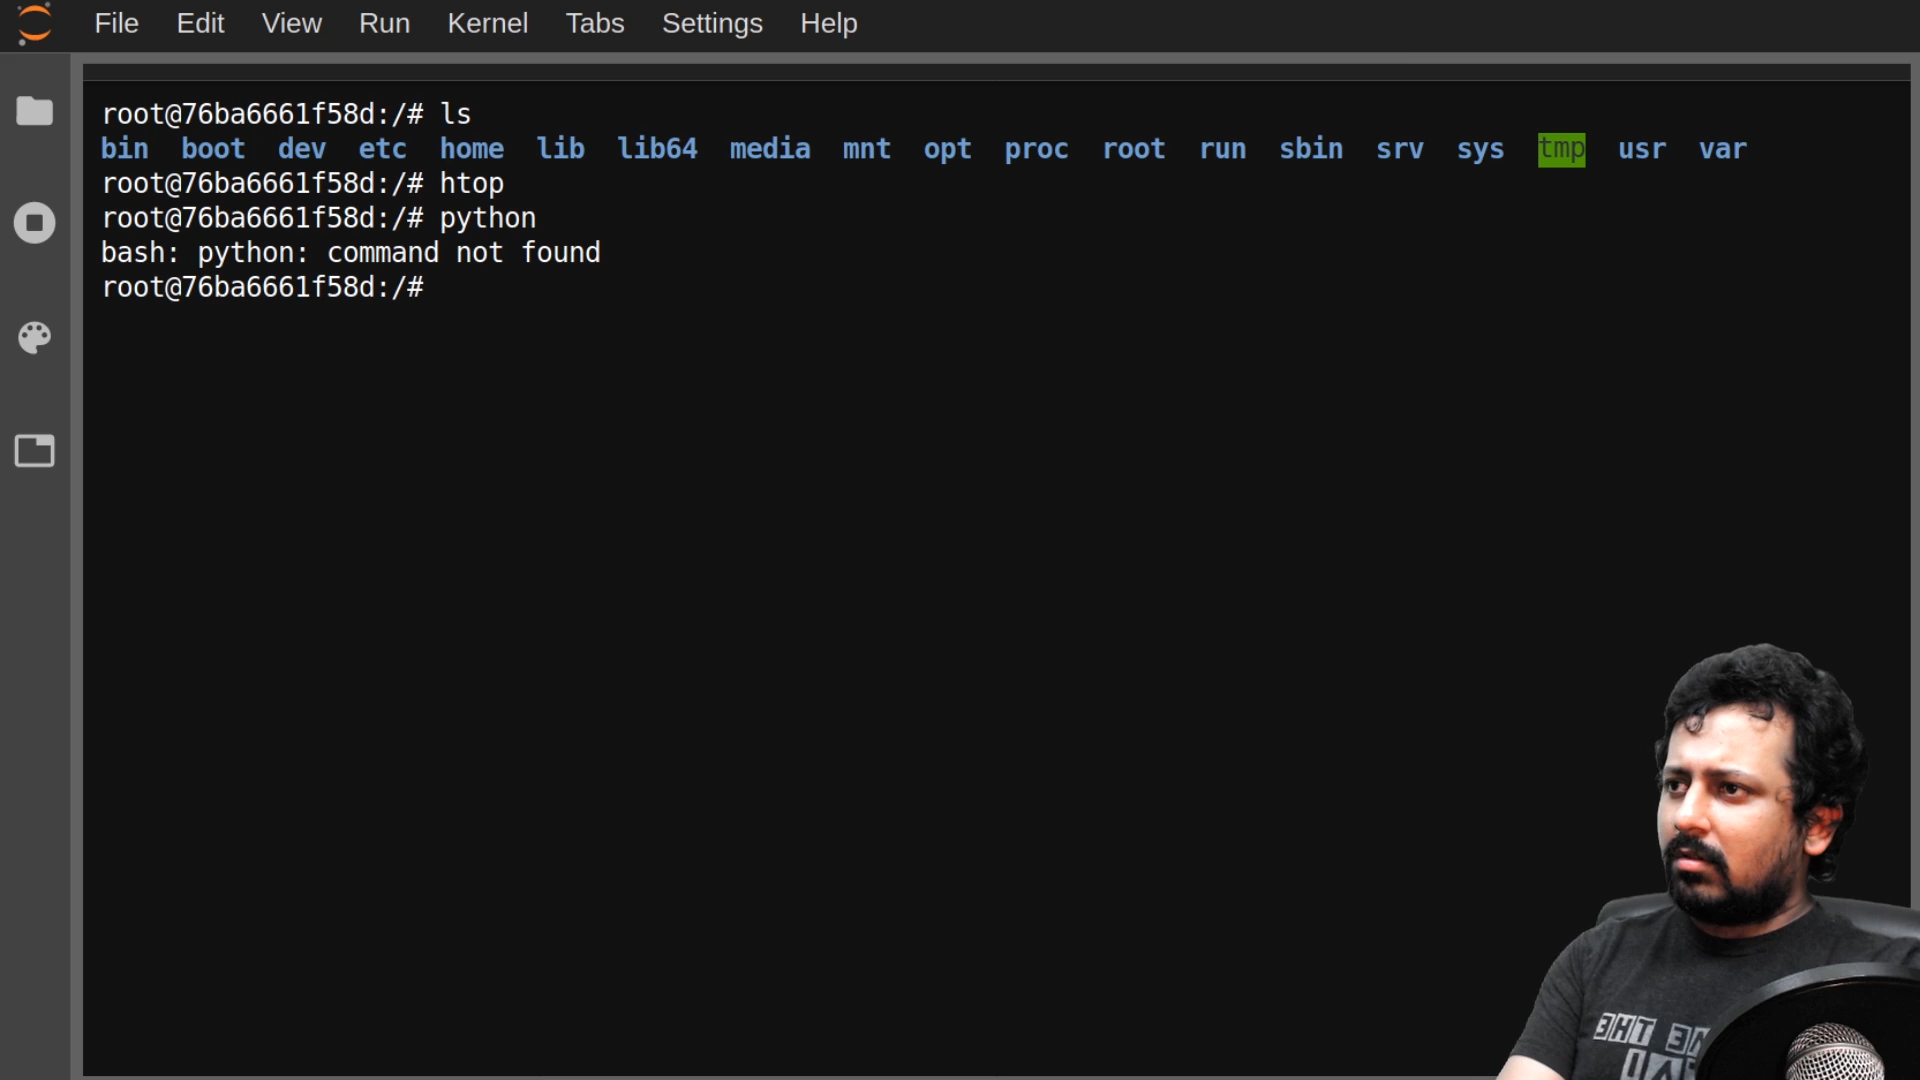 File Edit View Run Kernel Tabs Settings Help
root@76ba6661f58d:/# ls
bin boot dev etc home lib lib64 media mnt opt proc root run sbin srv sys tmp usr var
root@76ba6661f58d:/# htop
root@76ba6661f58d:/# python
bash: python: command not found
root@76ba6661f58d:/#